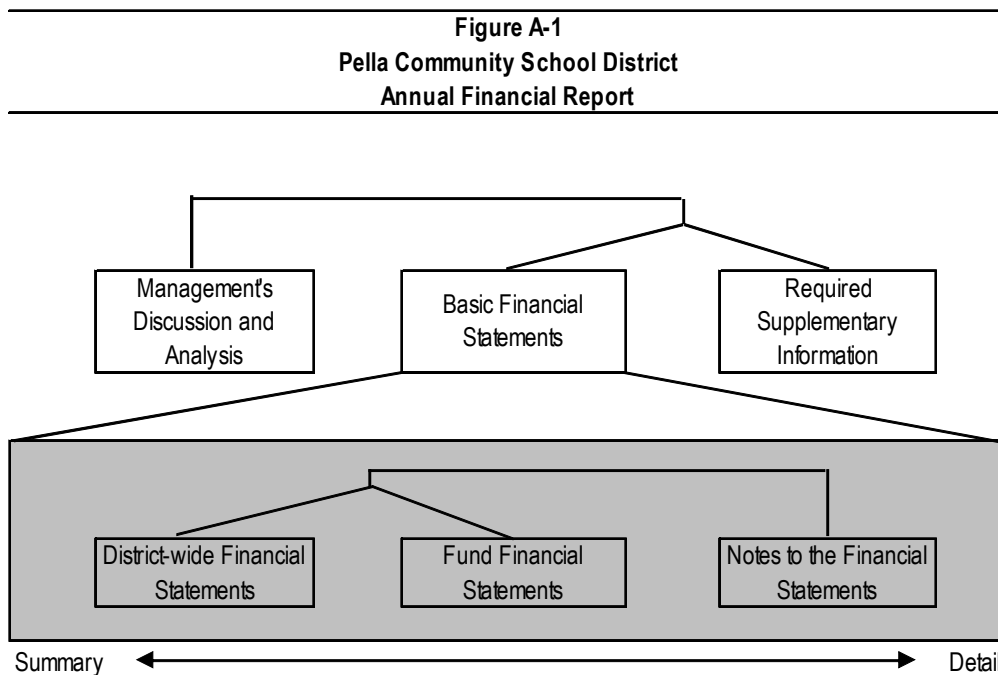 Figure A-1
Pella Community School District
Annual Financial Report
Management's
Discussion and
Analysis
Basic Financial
Statements
Required
Supplementary
Information
District-wide Financial
Statements
Fund Financial
Statements
Notes to the Financial
Statements
Summary
Detail